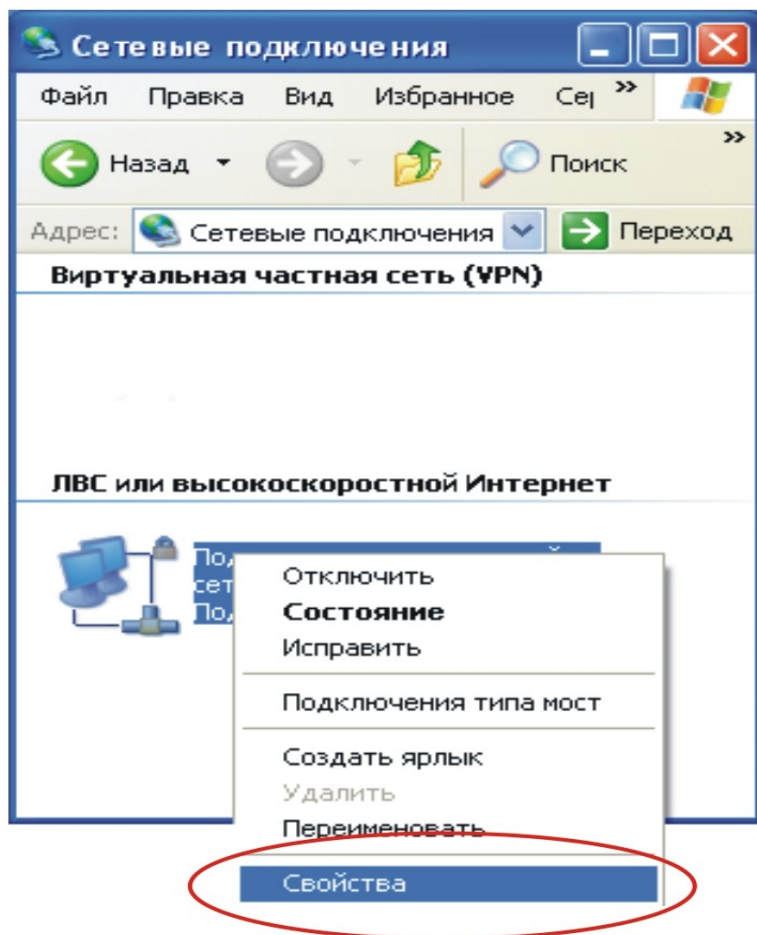 Сетевые подключения
Файл Правка Вид Избранное
Назад Поиск
Адрес: Сетевые подключения Переход
Виртуальная частная сеть (VPN)
ЛВС или высокоскоростной Интернет
Отключить
Состояние
Исправить
Подключения типа мост
Создать ярлык
Удалить
Переименовать
Свойства